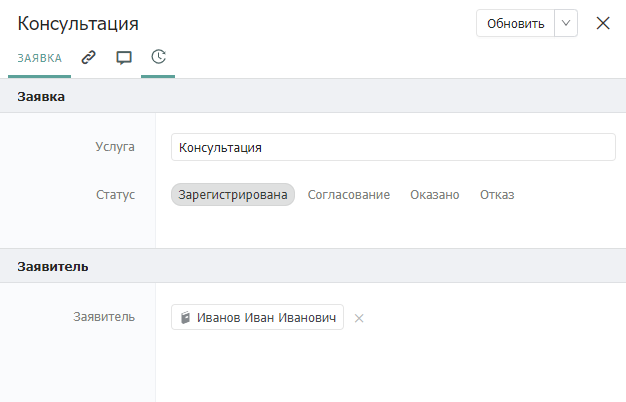 Консультация
Обновить
ЗАЯВКА
Заявка
Услуга Консультация
Статус Зарегистрирована Согласование Оказано Отказ
Заявитель
Заявитель Иванов Иван Иванович